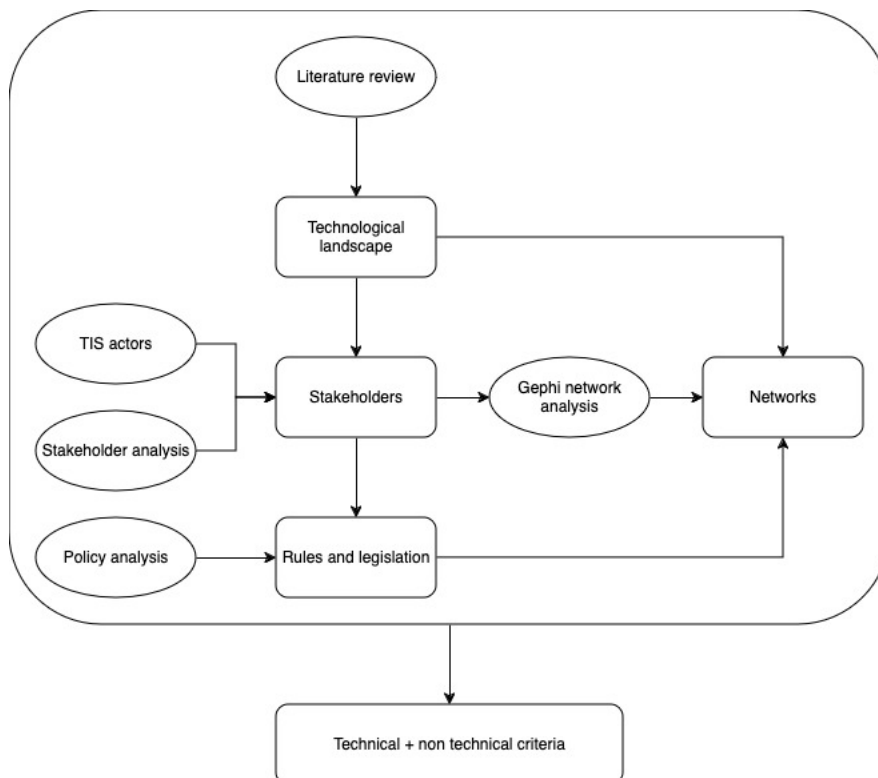 Literature review
Technological
landscape
TIS actors
Stakeholders
Gephi network
analysis
Networks
Stakeholder analysis
Policy analysis
Rules and legislation
Technical + non technical criteria